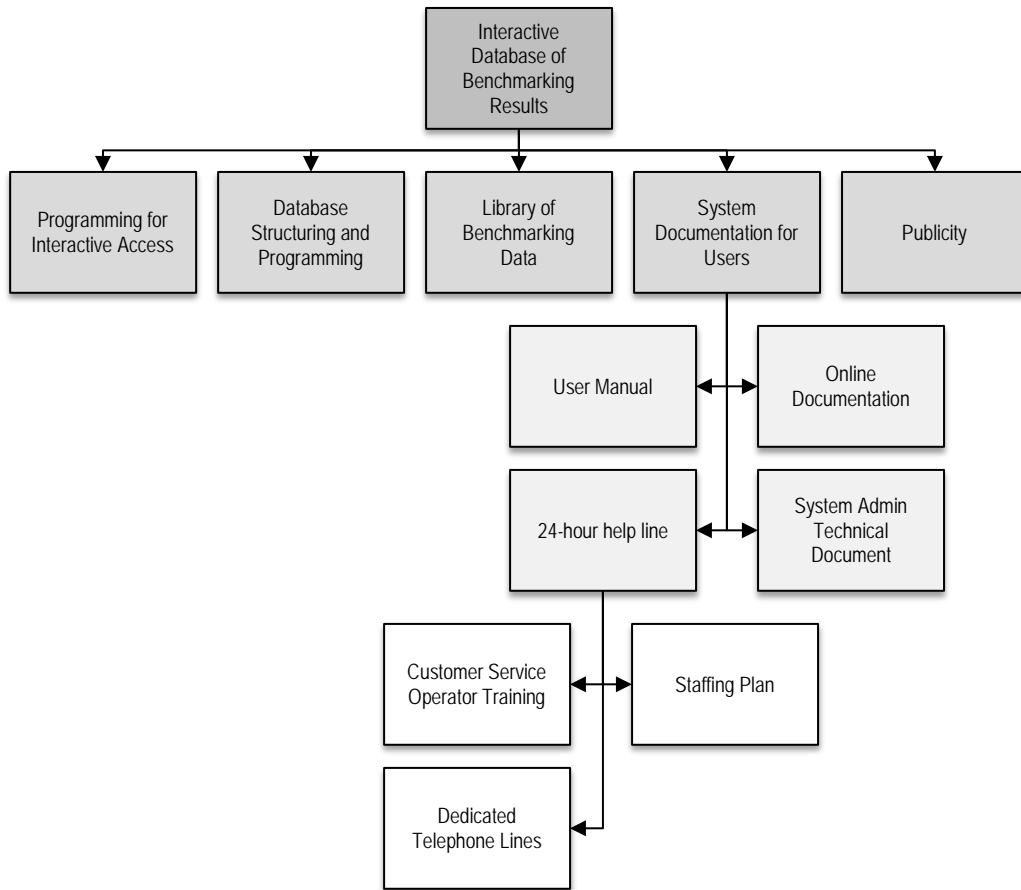 Interactive
Database of
Benchmarking
Results
Programming for
Interactive Access
Database
Structuring and
Programming
Library of
Benchmarking
Data
System
Documentation for
Users
Publicity
User Manual
Online
Documentation
24-hour help line
System Admin
Technical
Document
Customer Service
Operator Training
Staffing Plan
Dedicated
Telephone Lines